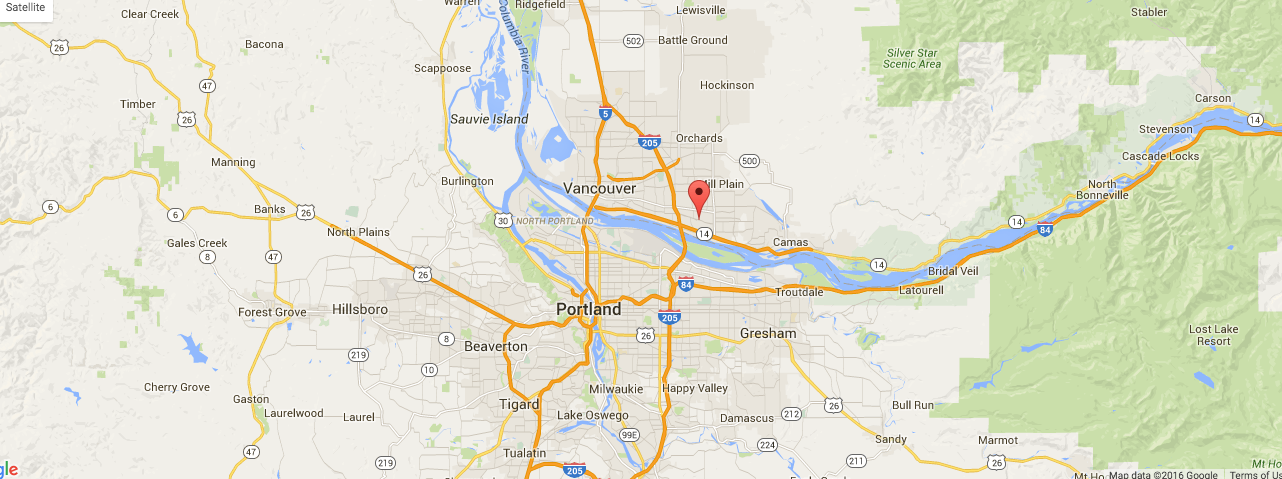 Satellite
Clear Creek
Warren
Ridgefield
Lewisville
Stabler
26
Bacona
Columbia River
502
Battle Ground
Silver Star
Scenic Area
Scappoose
47
Hockinson
Timber
26
Sauvie Island
5
Carson
14
Orchards
205
Stevenson
Manning
500
Cascade Locks
Burlington
Vancouver
ill Plain
North
Bonneville
6
Banks
26
6
30
NORTH PORTLAND
14
84
North Plains
14
Gales Creek
Camas
8
47
26
14
Bridal Veil
84
Troutdale
Latourell
Forest Grove
Hillsboro
Portland
205
26
Gresham
Lost Lake
Resort
8
Beaverton
219
10
Cherry Grove
Milwaukie
Happy Valley
Gaston
Laurelwood
Laurel
Tigard
Lake Oswego
Damascus
212
26
Bull Run
99E
Sandy
Marmot
47
Tualatin
224
219
205
211
26
gle
Mt Ho
Mt Ho
Map data ©2016 Google
Terms of Us